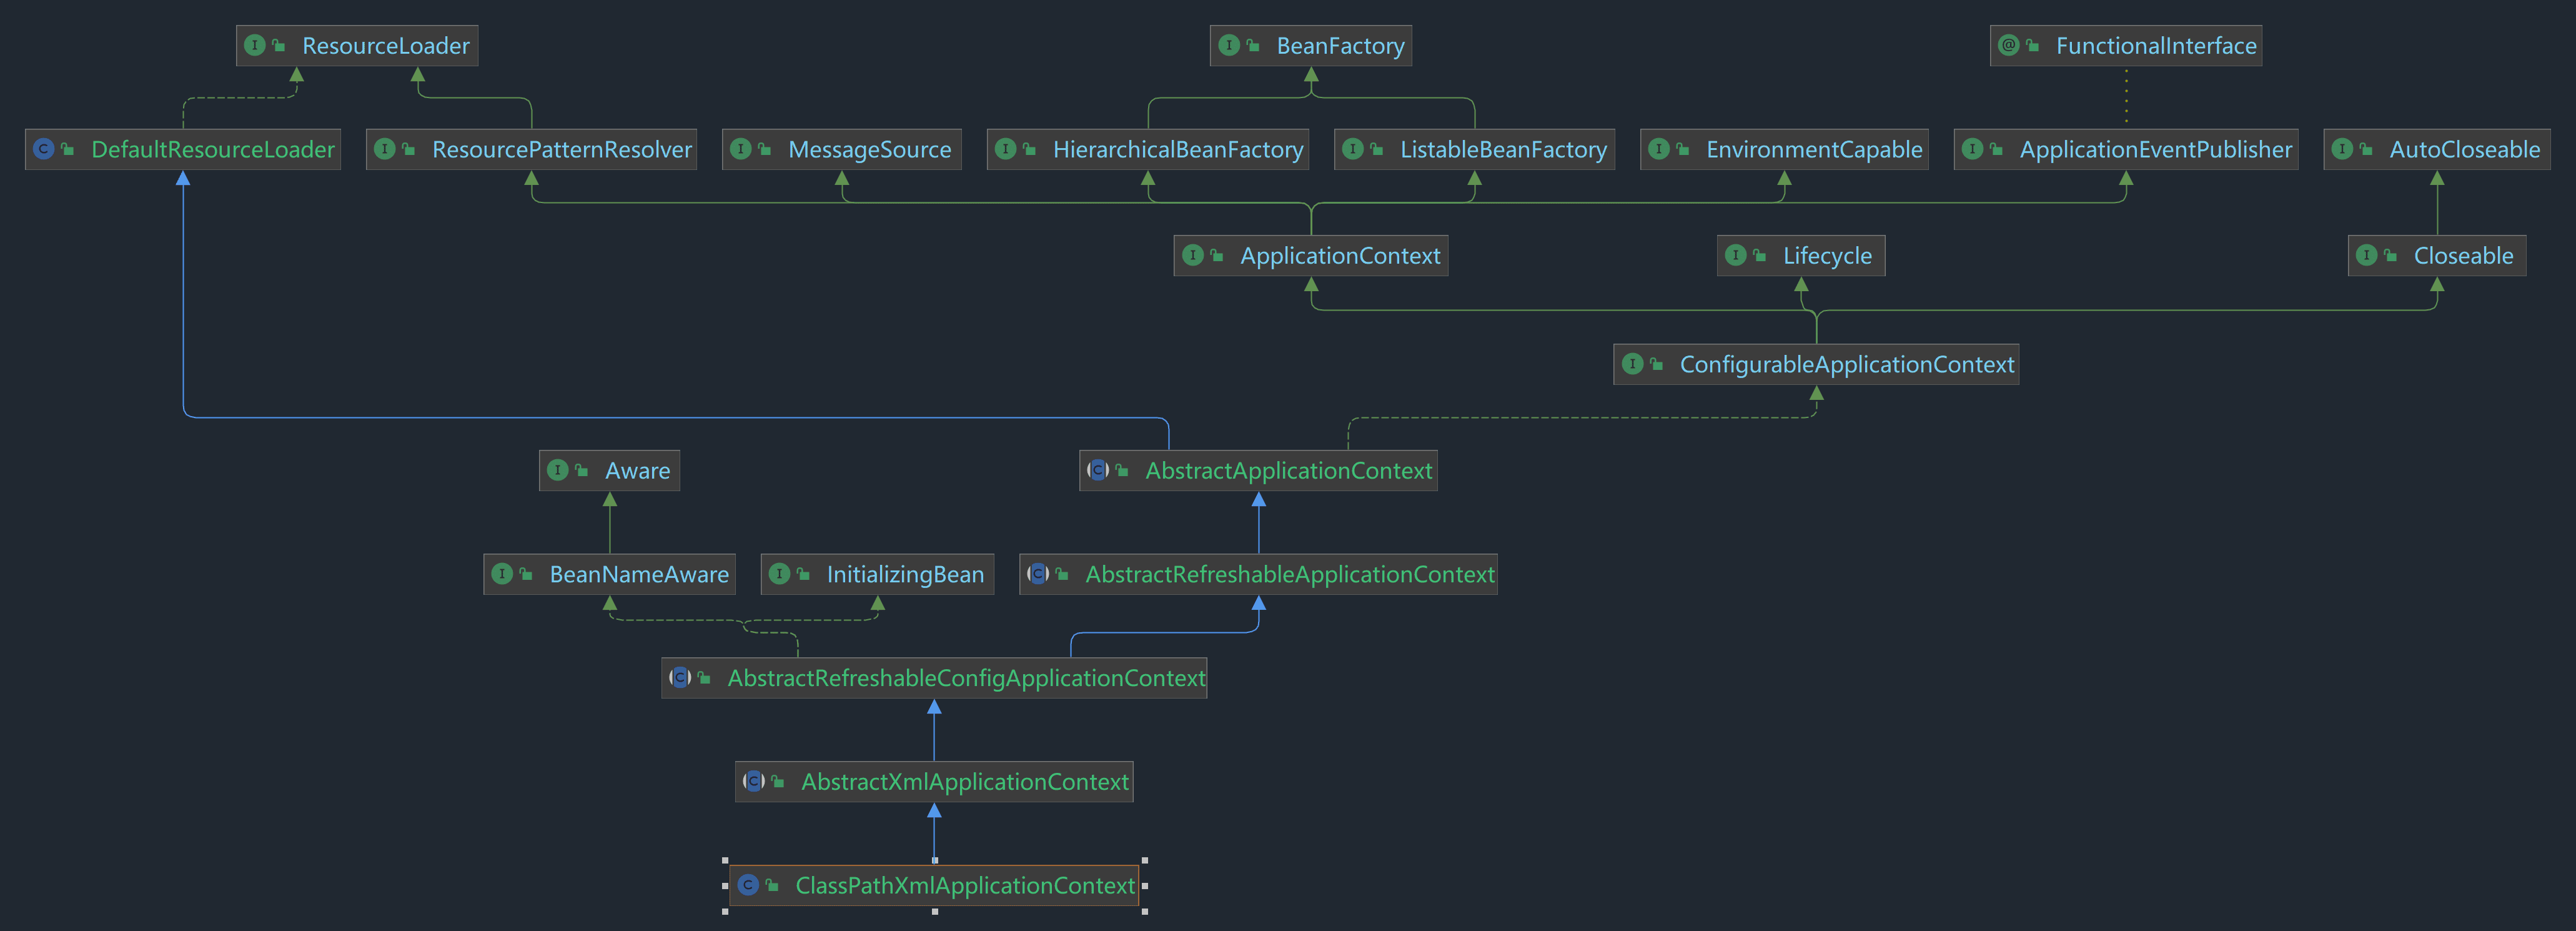 ResourceLoader
BeanFactory
FunctionalInterface
DefaultResourceLoader
ResourcePatternResolver
MessageSource
HierarchicalBeanFactory
ListableBeanFactory
EnvironmentCapable
ApplicationEventPublisher
AutoCloseable
ApplicationContext
Lifecycle
Closeable
ConfigurableApplicationContext
Aware
AbstractApplicationContext
BeanNameAware
InitializingBean
AbstractRefreshableApplicationContext
AbstractRefreshableConfigApplicationContext
AbstractXmlApplicationContext
ClassPathXmlApplicationContext